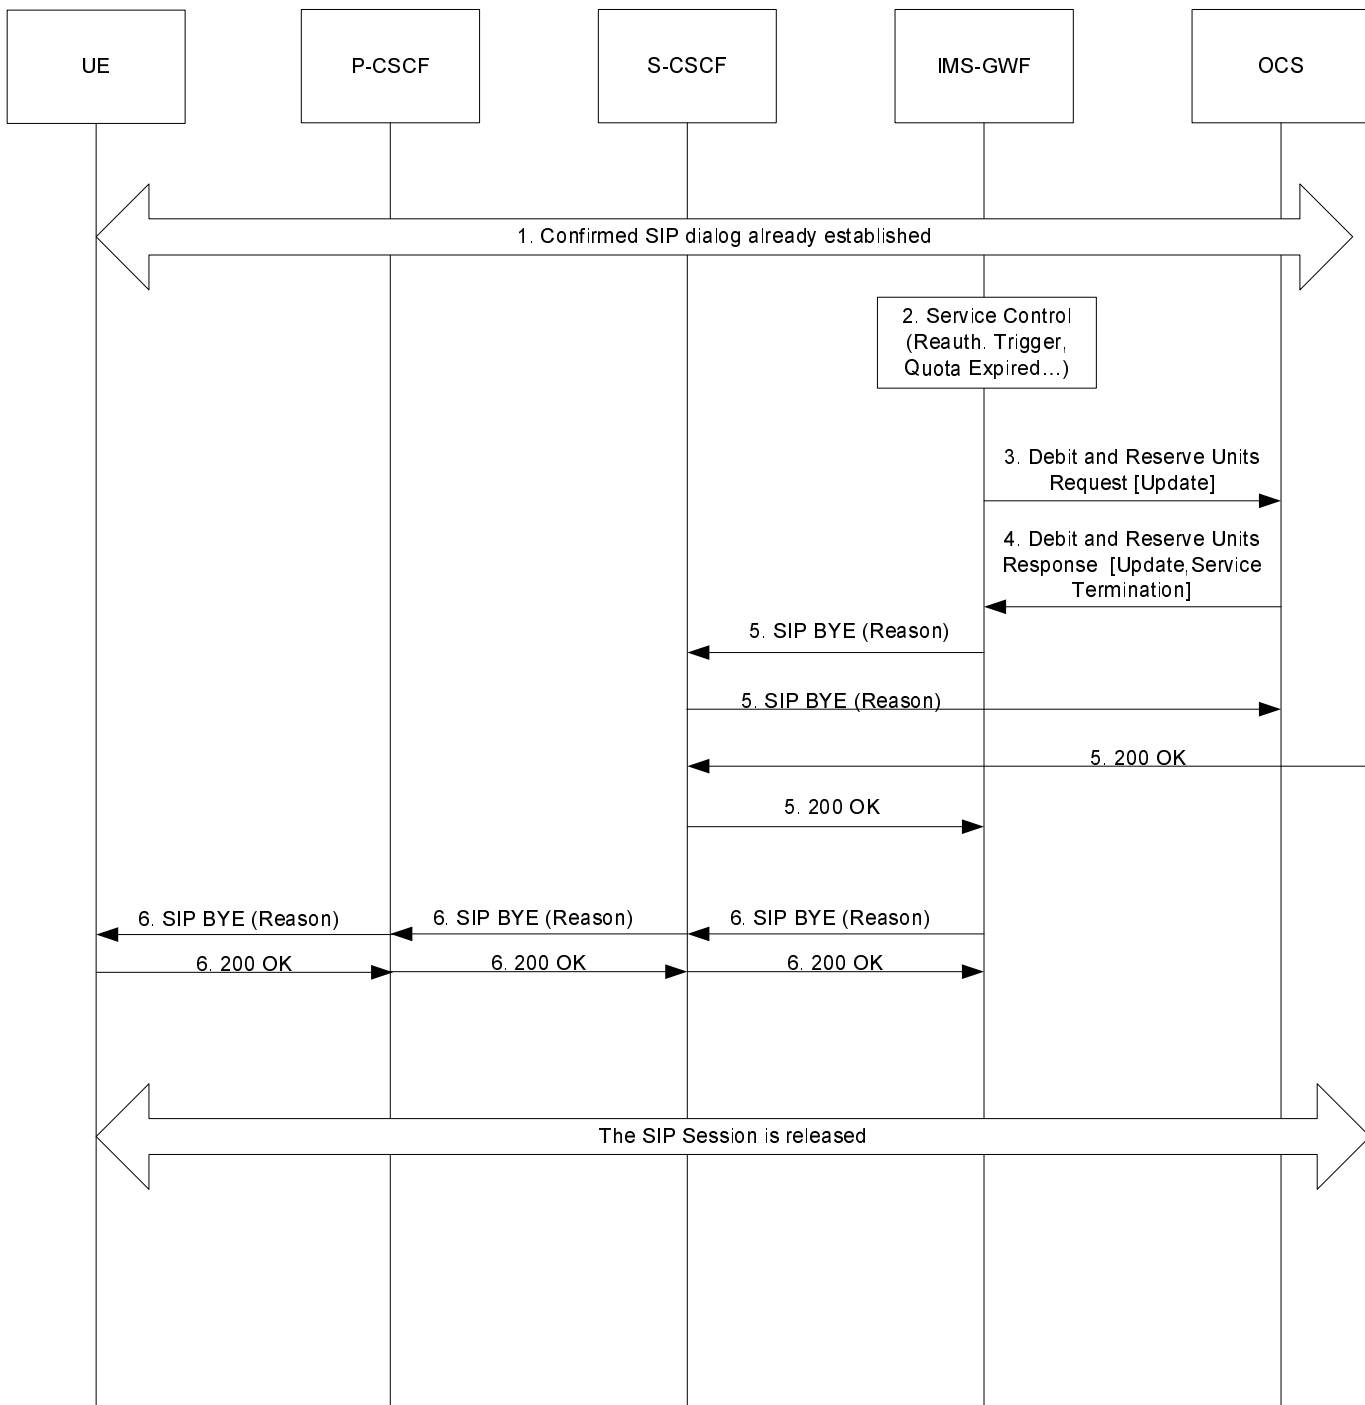 UE
P-CSCF
S-CSCF
IMS-GWF
OCS
1. Confirmed SIP dialog already established
2. Service Control
(Reauth. Trigger,
Quota Expired...)
3. Debit and Reserve Units
Request [Update]
4. Debit and Reserve Units
Response [Update,Service
Termination]
5. SIP BYE (Reason)
5. SIP BYE (Reason)
5. 200 OK
5. 200 OK
6. SIP BYE (Reason)
6. SIP BYE (Reason)
6. SIP BYE (Reason)
6. 200 OK
6. 200 OK
6. 200 OK
The SIP Session is released